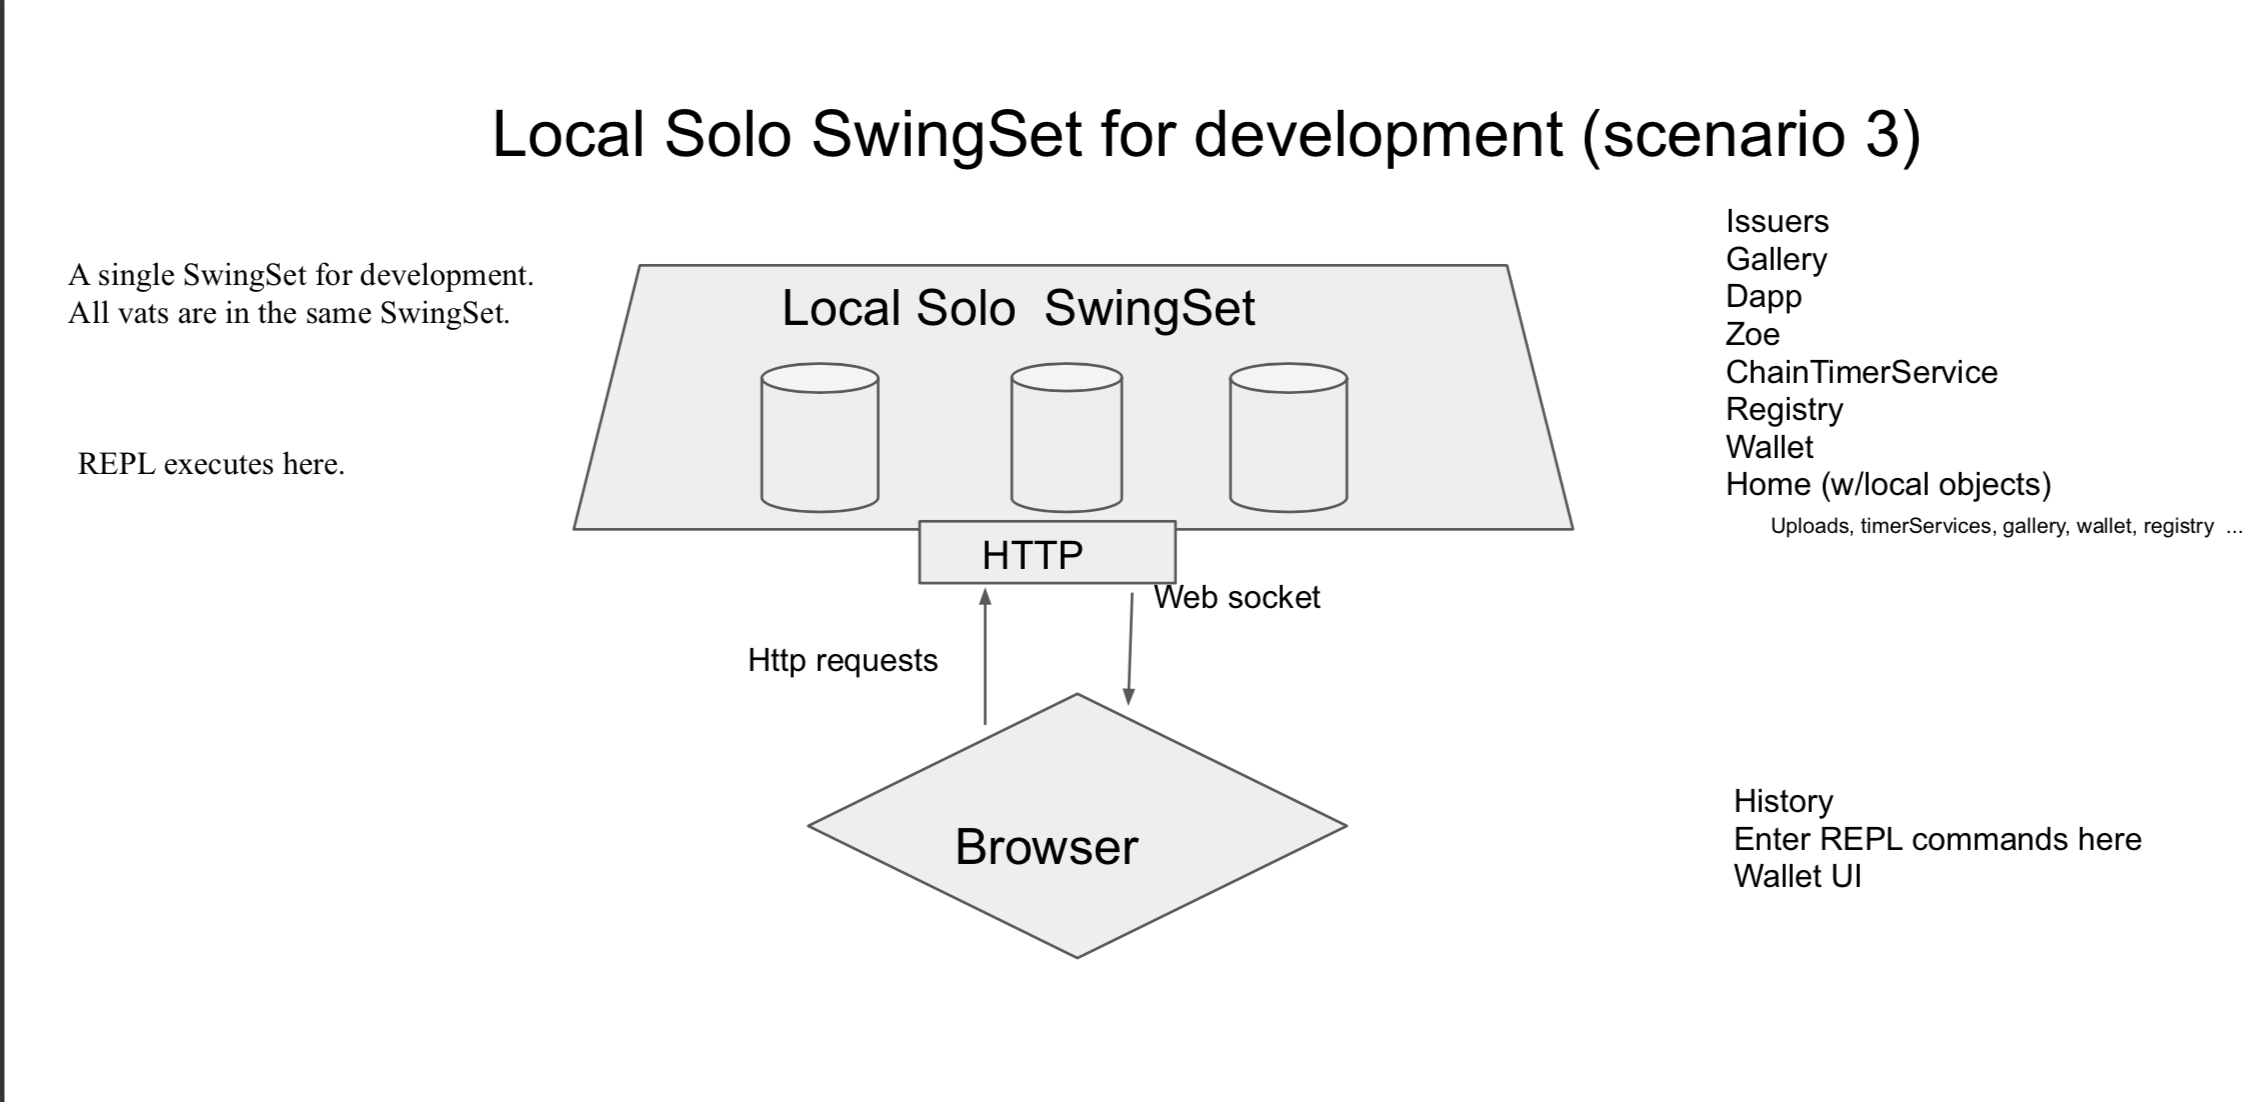 Local Solo SwingSet for development (scenario 3)
A single SwingSet for development.
All vats are in the same SwingSet.
REPL executes here.
Local Solo  SwingSet
HTTP
Web socket
Http requests
Browser
Issuers
Gallery
Dapp
Zoe
ChainTimerService
Registry
Wallet
Home (w/local objects)
Uploads, timerServices, gallery, wallet, registry  ...
History
Enter REPL commands here
Wallet UI